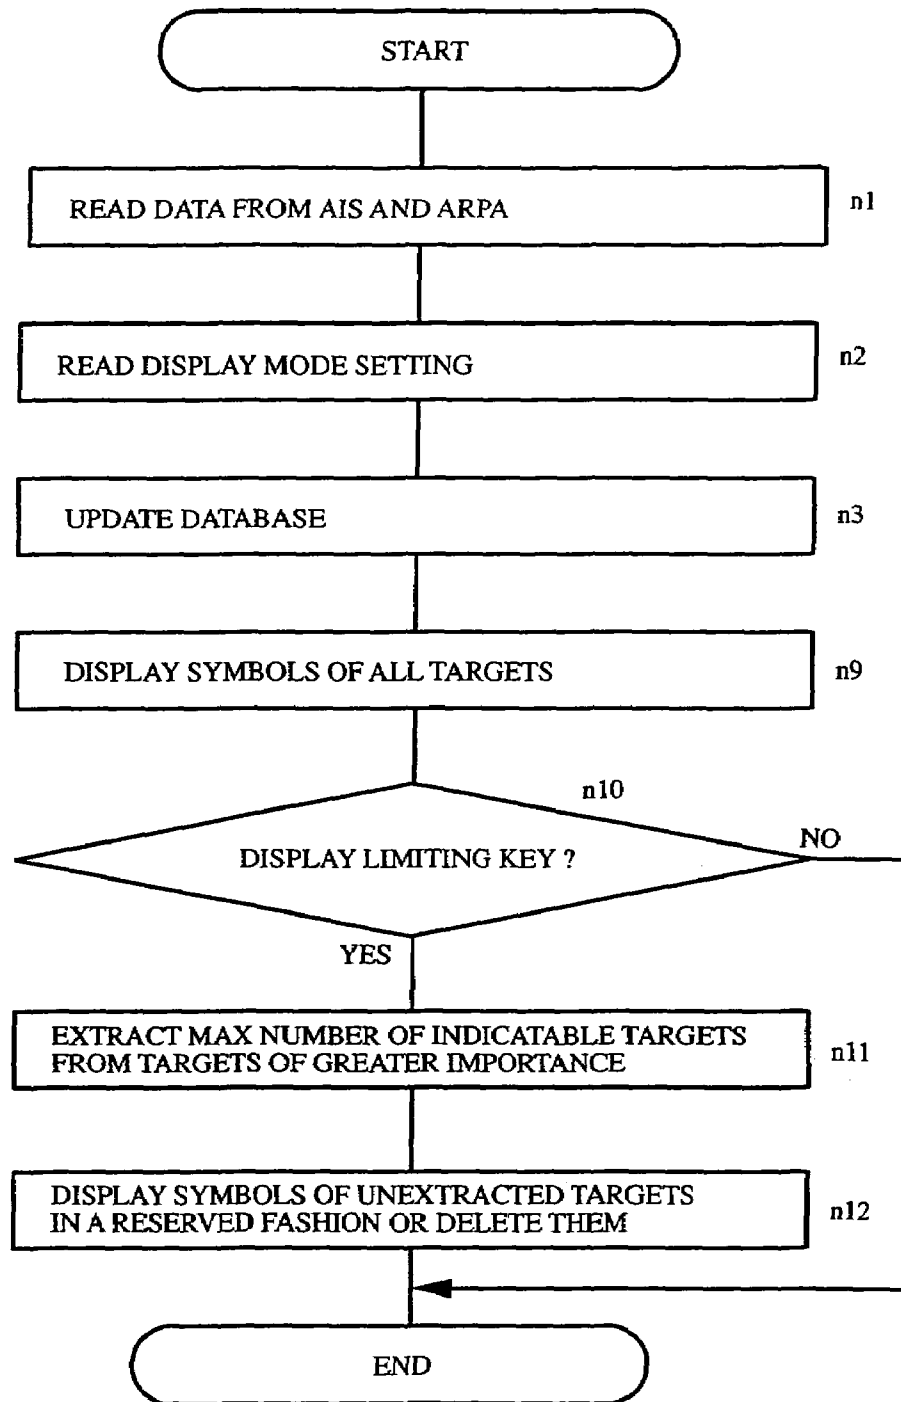 START
READ DATA FROM AIS AND ARPA
n1
READ DISPLAY MODE SETTING
n2
UPDATE DATABASE
n3
DISPLAY SYMBOLS OF ALL TARGETS
n9
n10
DISPLAY LIMITING KEY ?
NO
YES
EXTRACT MAX NUMBER OF INDICATABLE TARGETS
FROM TARGETS OF GREATER IMPORTANCE
n11
DISPLAY SYMBOLS OF UNEXTRACTED TARGETS
IN A RESERVED FASHION OR DELETE THEM
n12
END